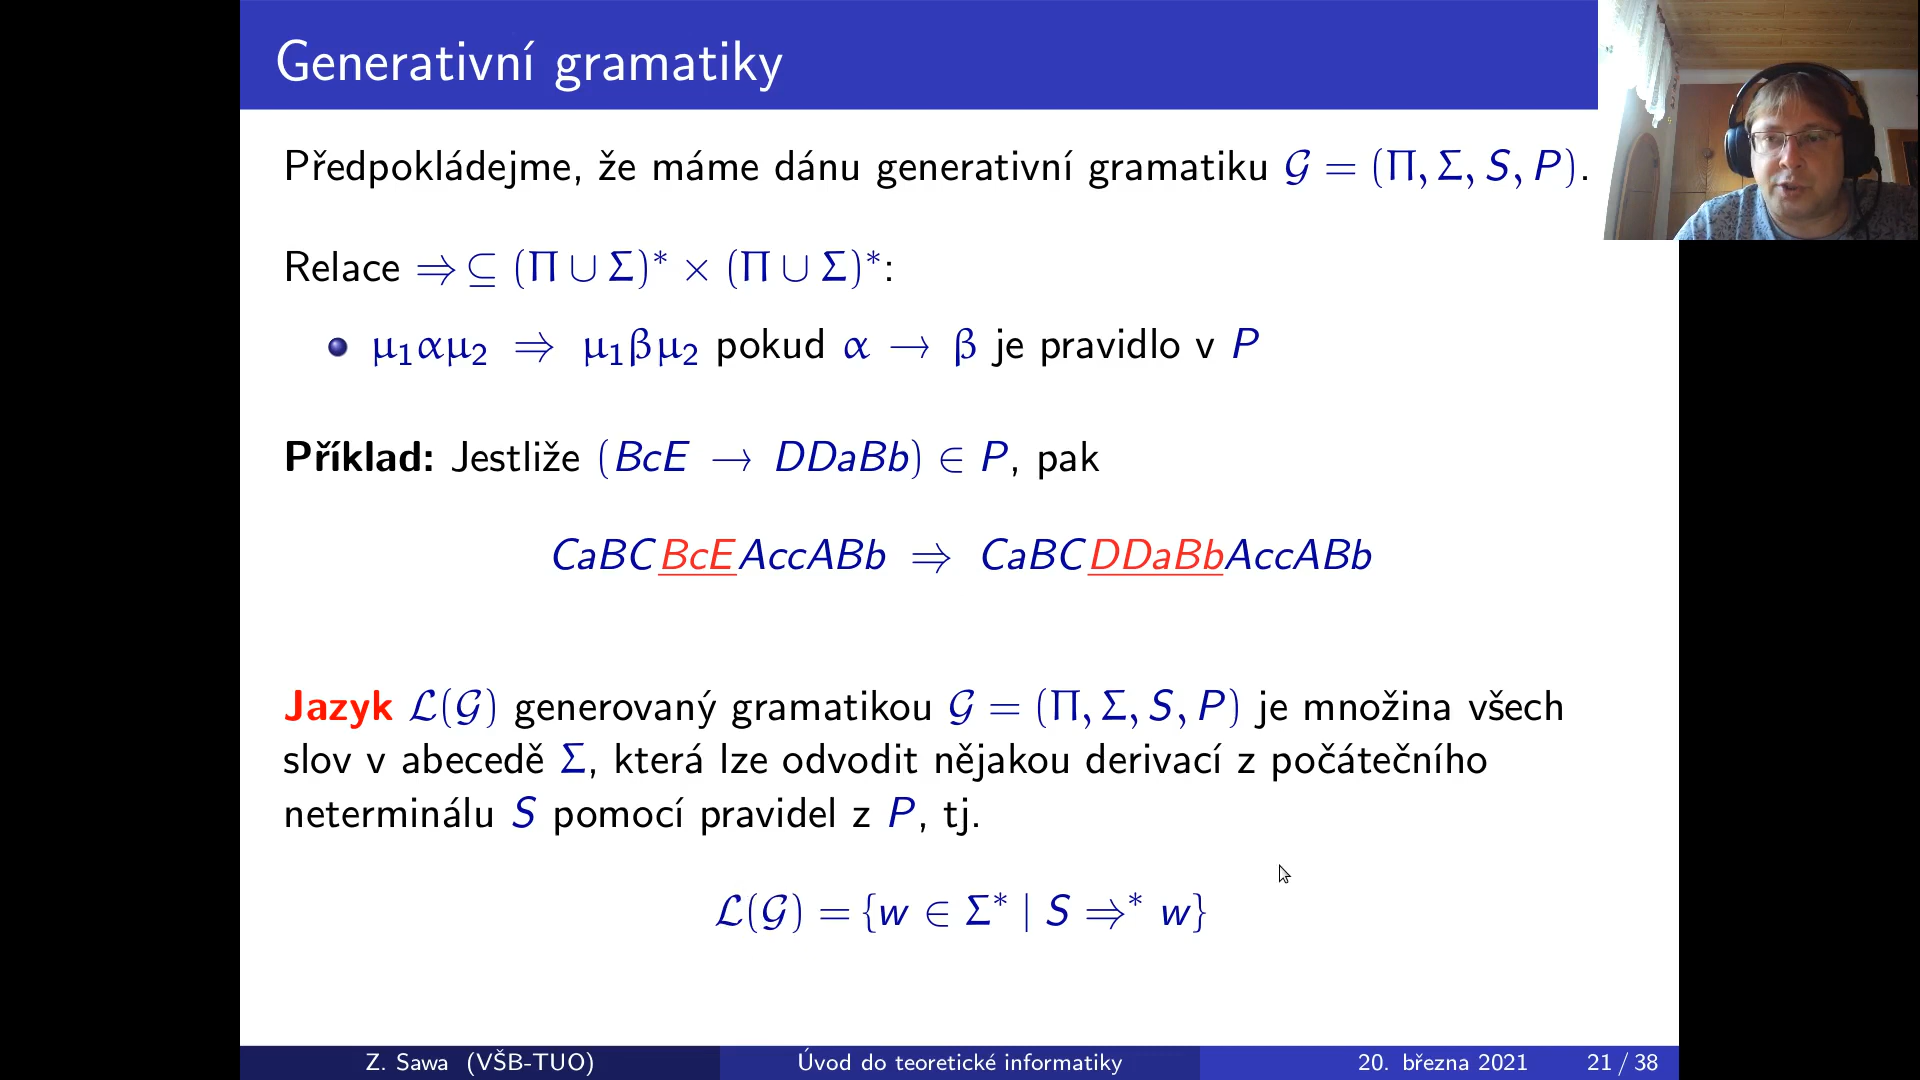 Generativní gramatiky
Předpokládejme, že máme dánu generativní gramatiku 𝒢 = (Π, Σ, S, P).
Relace ⇒ ⊆ (Π ∪ Σ)* × (Π ∪ Σ)*:
• μ₁αμ₂ ⇒ μ₁βμ₂ pokud α → β je pravidlo v P
Příklad: Jestliže (BcE → DDaBb) ∈ P, pak
CaBCBcEAccABb ⇒ CaBCDDaBbAccABb
Jazyk ℒ(𝒢) generovaný gramatikou 𝒢 = (Π, Σ, S, P) je množina všech
slov v abecedě Σ, která lze odvodit nějakou derivací z počátečního
neterminálu S pomocí pravidel z P, tj.
ℒ(𝒢) = {w ∈ Σ* | S ⇒* w}
Z. Sawa (VŠB-TUO) Úvod do teoretické informatiky 20. března 2021 21 / 38